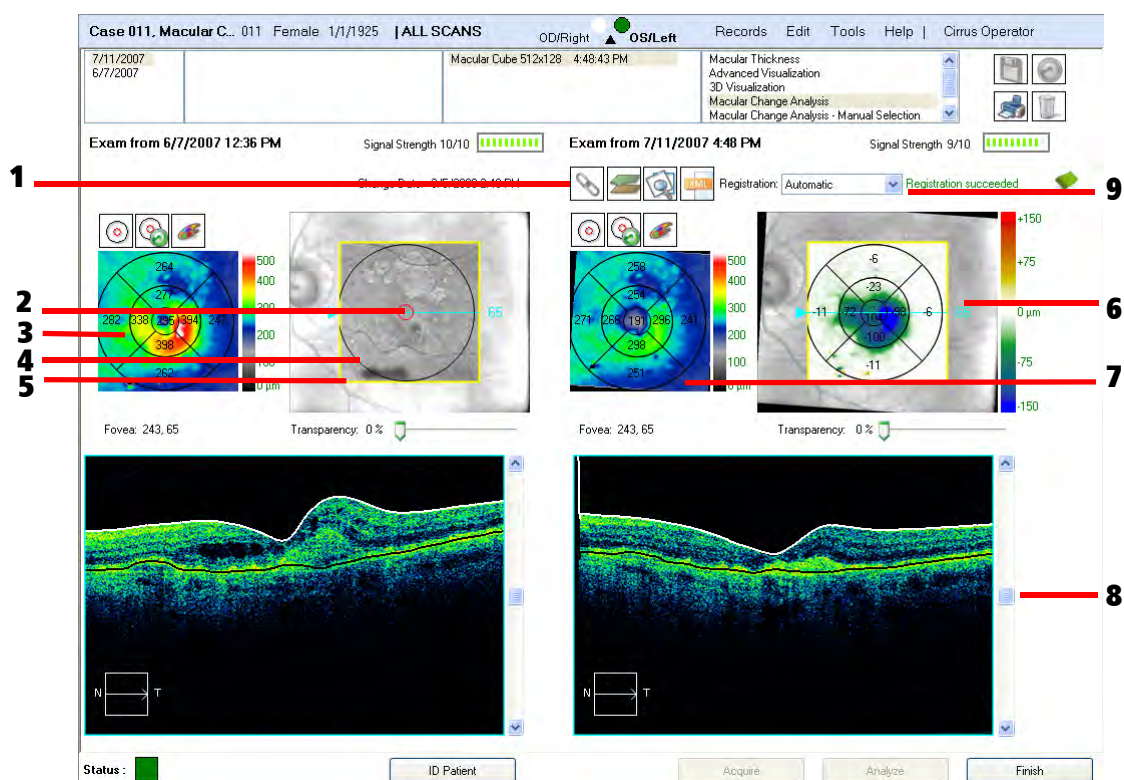 Case 011, Macular C... 011 Female 1/1/1925 | ALL SCANS OD/Right OS/Left Records Edit Tools Help | Cirrus Operator
7/11/2007
6/7/2007
Macular Cube 512x128 4:48:43 PM
Macular Thickness
Advanced Visualization
3D Visualization
Macular Change Analysis
Macular Change Analysis - Manual Selection
Exam from 6/7/2007 12:36 PM Signal Strength 10/10
Exam from 7/11/2007 4:48 PM Signal Strength 9/10
1
XML Registration: Automatic Registration succeeded
9
500
400
300
200
100
0 µm
264
277
282 338 295 394 247
398
262
65
2
3
4
5
500
400
300
200
100
0 µm
258
254
271 266 191 296 241
298
251
+150
+75
0 µm
-75
-150
-6
-23
-11 -72 -104 -98 -6
-100
-11
6
7
Fovea: 243, 65 Transparency: 0 %
Fovea: 243, 65 Transparency: 0 %
8
N T
N T
Status : ID Patient Acquire Analyze Finish